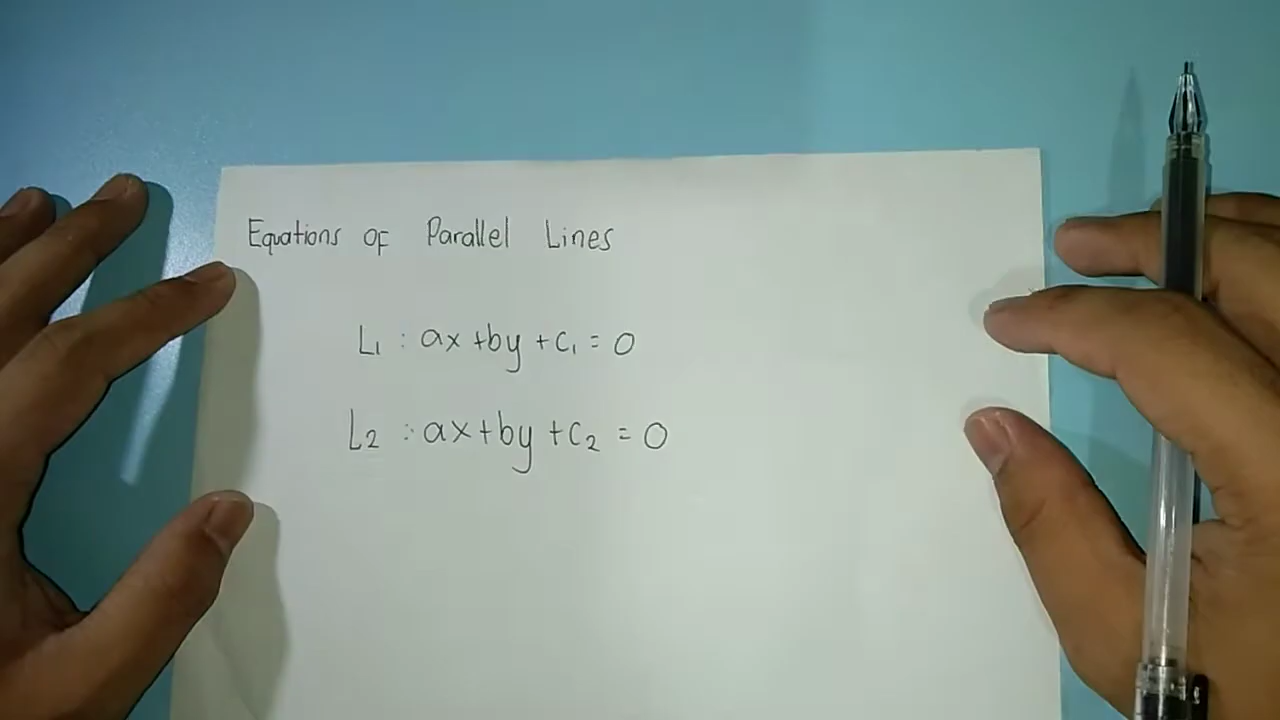 Equations of Parallel Lines
L₁ : ax + by + c₁ = 0
L₂ : ax + by + c₂ = 0